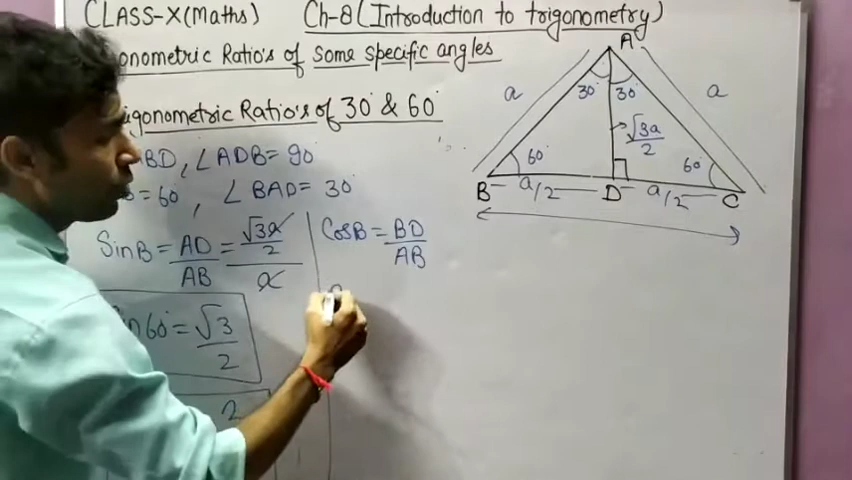 CLASS-X(Maths) Ch-8(Introduction to trigonometry)
onometric Ratio's of Some specific angles
igonometric Ratio's of 30° & 60°
BD, ∠ADB = 90°
= 60°, ∠BAD = 30°
SinB = AD/AB = (√3a/2)/a
CosB = BD/AB
60° = √3/2
2
A
a
a
30° 30°
√3a/2
60°
60°
B a/2 D a/2 C